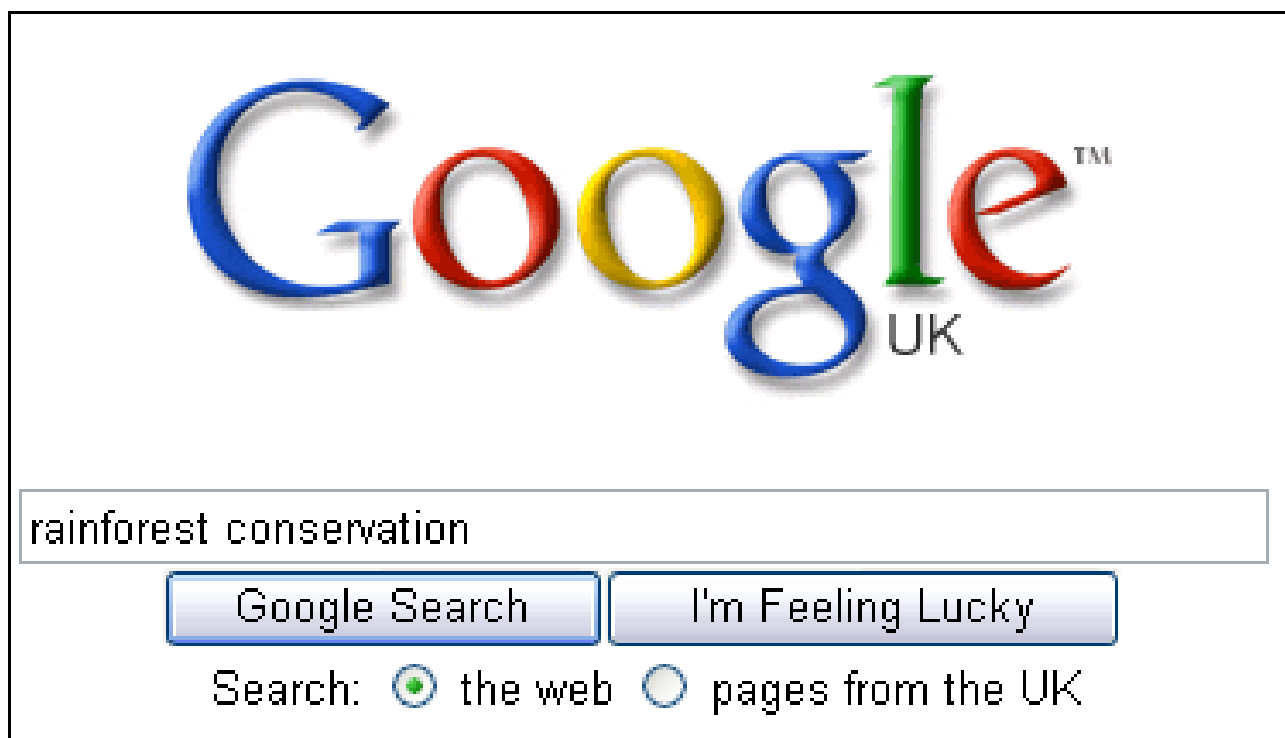 Google™
UK
rainforest conservation
Google Search I'm Feeling Lucky
Search: the web pages from the UK